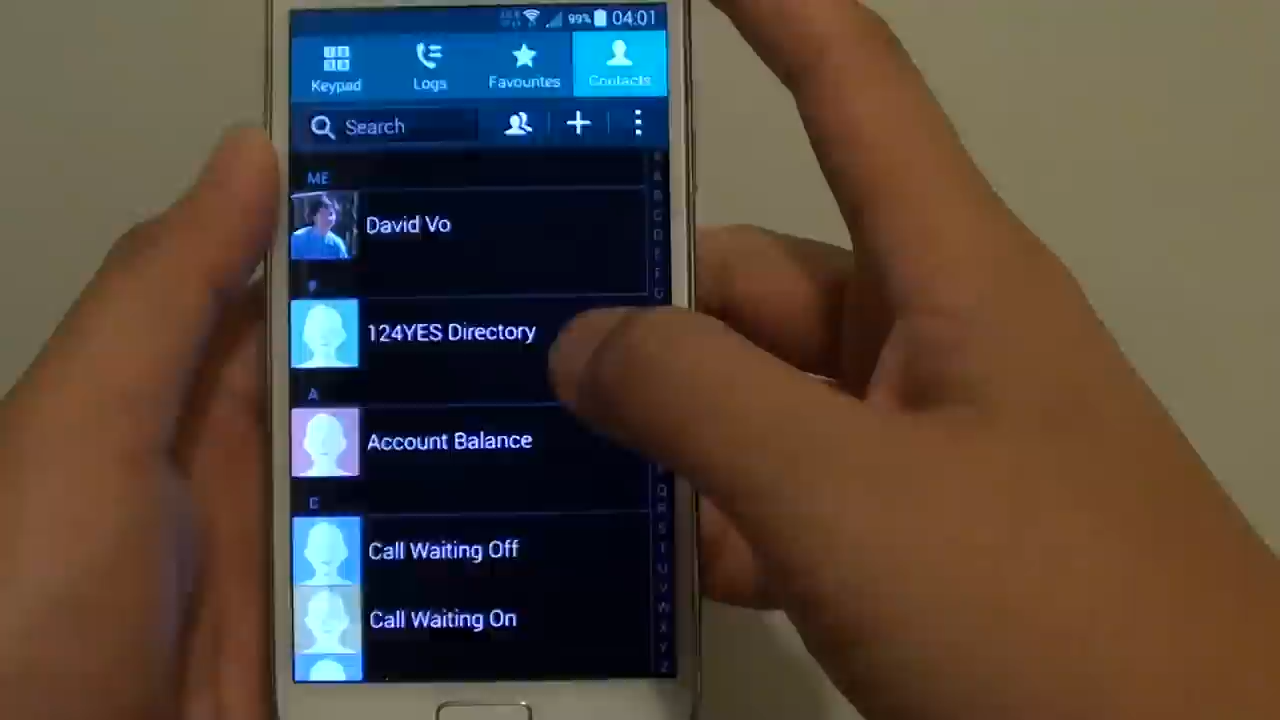 99% 04:01
Keypad Logs Favourites Contacts
Search
ME
David Vo
124YES Directory
A
Account Balance
C
Call Waiting Off
Call Waiting On
A
B
C
D
E
F
G
Q
R
S
T
U
V
W
X
Y
Z